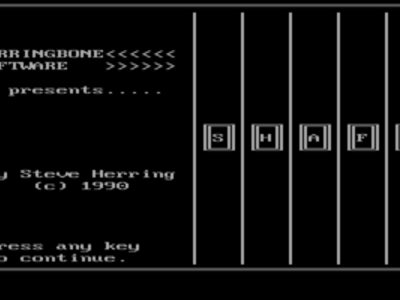 RRINGBONE<<<<<<
FTWARE >>>>>>
presents.....
S H A F
y Steve Herring
(c) 1990
ress any key
o continue.